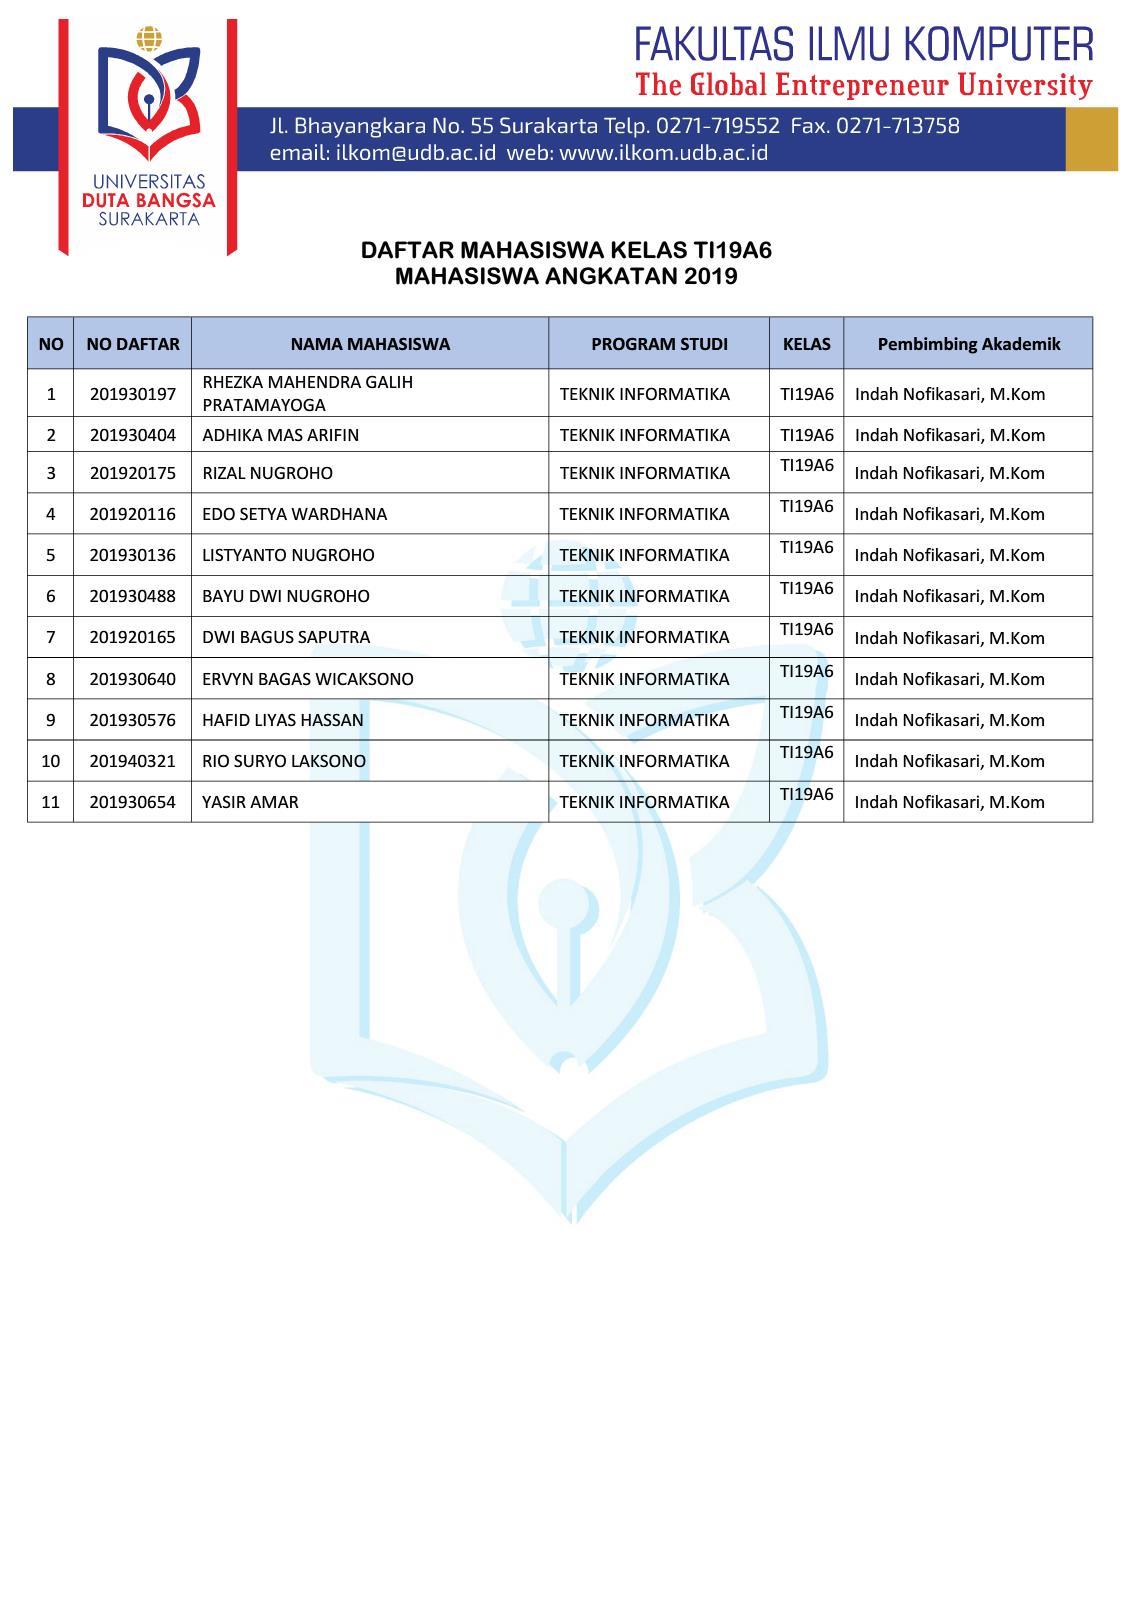 FAKULTAS ILMU KOMPUTER
The Global Entrepreneur University
Jl. Bhayangkara No. 55 Surakarta Telp. 0271-719552  Fax. 0271-713758
email: ilkom@udb.ac.id  web: www.ilkom.udb.ac.id
UNIVERSITAS
DUTA BANGSA
SURAKARTA
DAFTAR MAHASISWA KELAS TI19A6
MAHASISWA ANGKATAN 2019
NO NO DAFTAR NAMA MAHASISWA PROGRAM STUDI KELAS Pembimbing Akademik
1 201930197 RHEZKA MAHENDRA GALIH
PRATAMAYOGA TEKNIK INFORMATIKA TI19A6 Indah Nofikasari, M.Kom
2 201930404 ADHIKA MAS ARIFIN TEKNIK INFORMATIKA TI19A6 Indah Nofikasari, M.Kom
3 201920175 RIZAL NUGROHO TEKNIK INFORMATIKA TI19A6 Indah Nofikasari, M.Kom
4 201920116 EDO SETYA WARDHANA TEKNIK INFORMATIKA TI19A6 Indah Nofikasari, M.Kom
5 201930136 LISTYANTO NUGROHO TEKNIK INFORMATIKA TI19A6 Indah Nofikasari, M.Kom
6 201930488 BAYU DWI NUGROHO TEKNIK INFORMATIKA TI19A6 Indah Nofikasari, M.Kom
7 201920165 DWI BAGUS SAPUTRA TEKNIK INFORMATIKA TI19A6 Indah Nofikasari, M.Kom
8 201930640 ERVYN BAGAS WICAKSONO TEKNIK INFORMATIKA TI19A6 Indah Nofikasari, M.Kom
9 201930576 HAFID LIYAS HASSAN TEKNIK INFORMATIKA TI19A6 Indah Nofikasari, M.Kom
10 201940321 RIO SURYO LAKSONO TEKNIK INFORMATIKA TI19A6 Indah Nofikasari, M.Kom
11 201930654 YASIR AMAR TEKNIK INFORMATIKA TI19A6 Indah Nofikasari, M.Kom